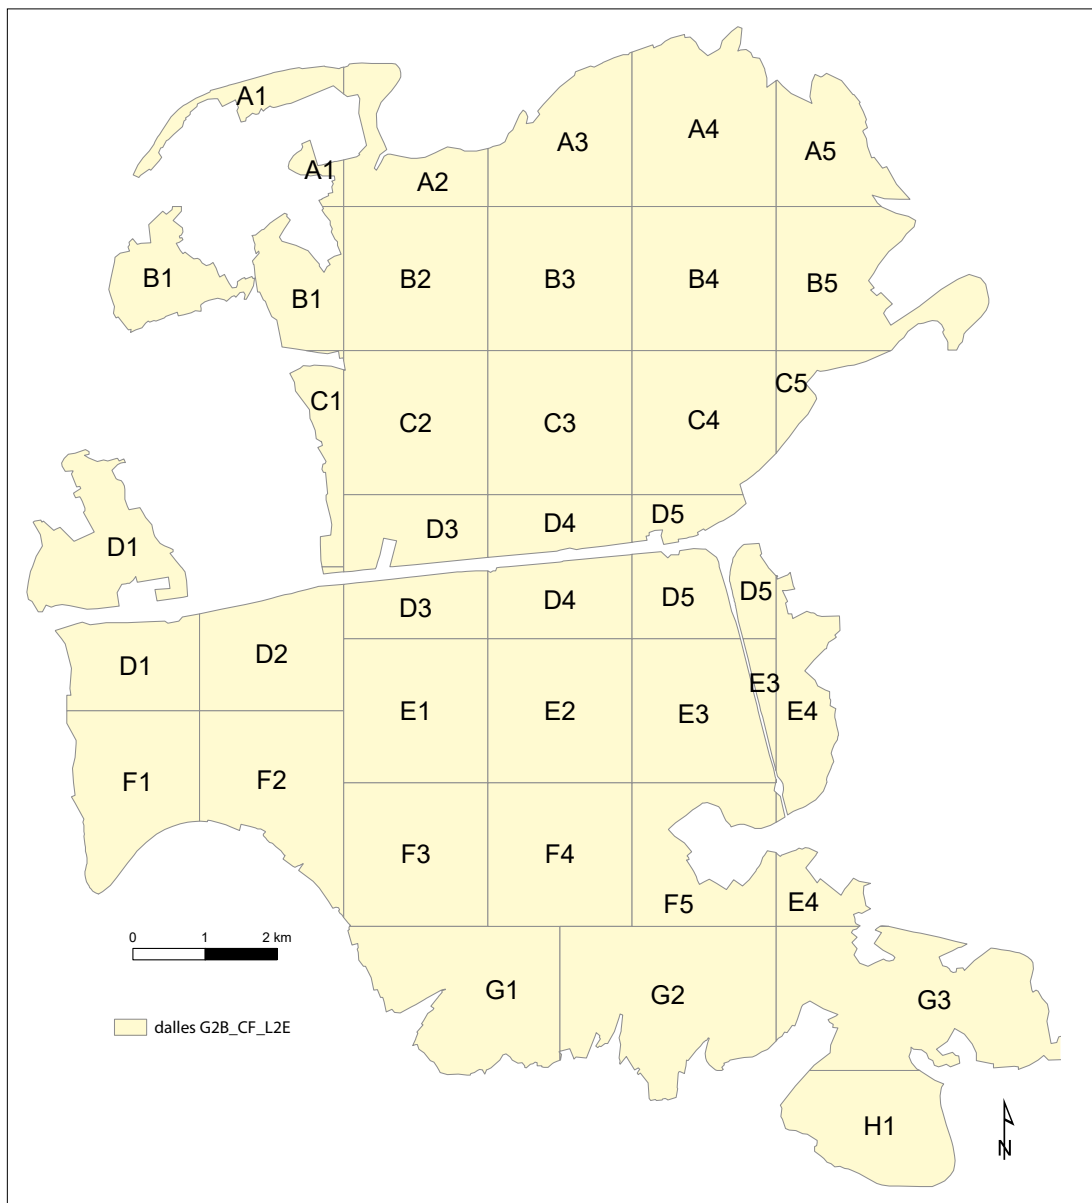 A1
A4
A3
A5
A1
A2
B1
B2
B3
B4
B5
B1
C5
C1
C2
C3
C4
D5
D3
D4
D1
D5
D5
D4
D3
D2
D1
E3
E1
E2
E3
E4
F1
F2
F3
F4
F5
E4
0 1 2 km
G1
G2
G3
dalles G2B_CF_L2E
H1
N